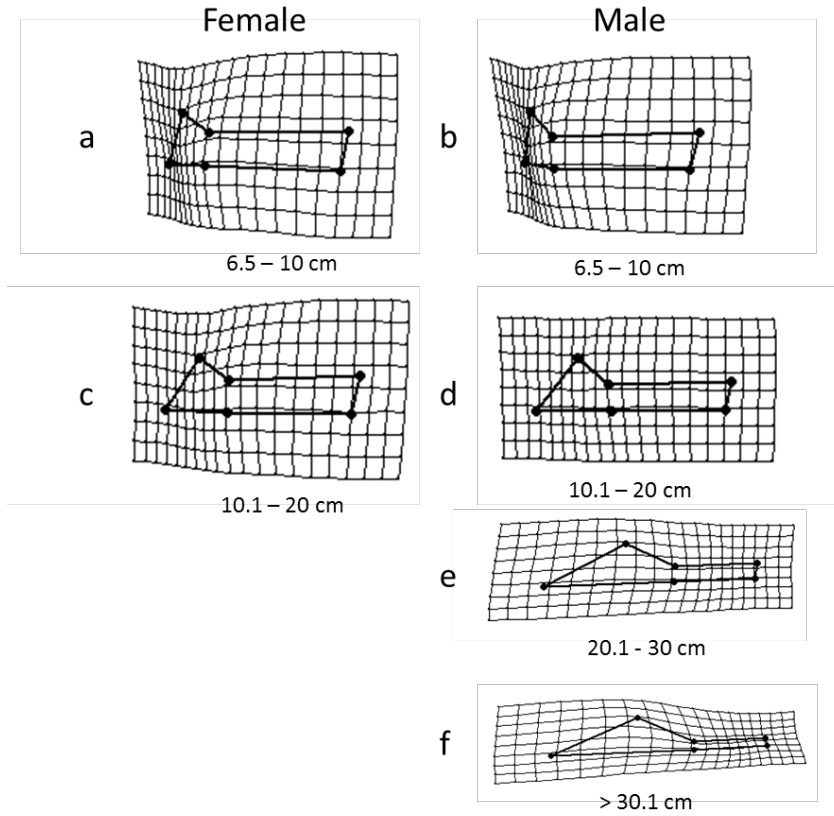 Female Male
a b
6.5 – 10 cm 6.5 – 10 cm
c d
10.1 – 20 cm 10.1 – 20 cm
e
20.1 - 30 cm
f
> 30.1 cm